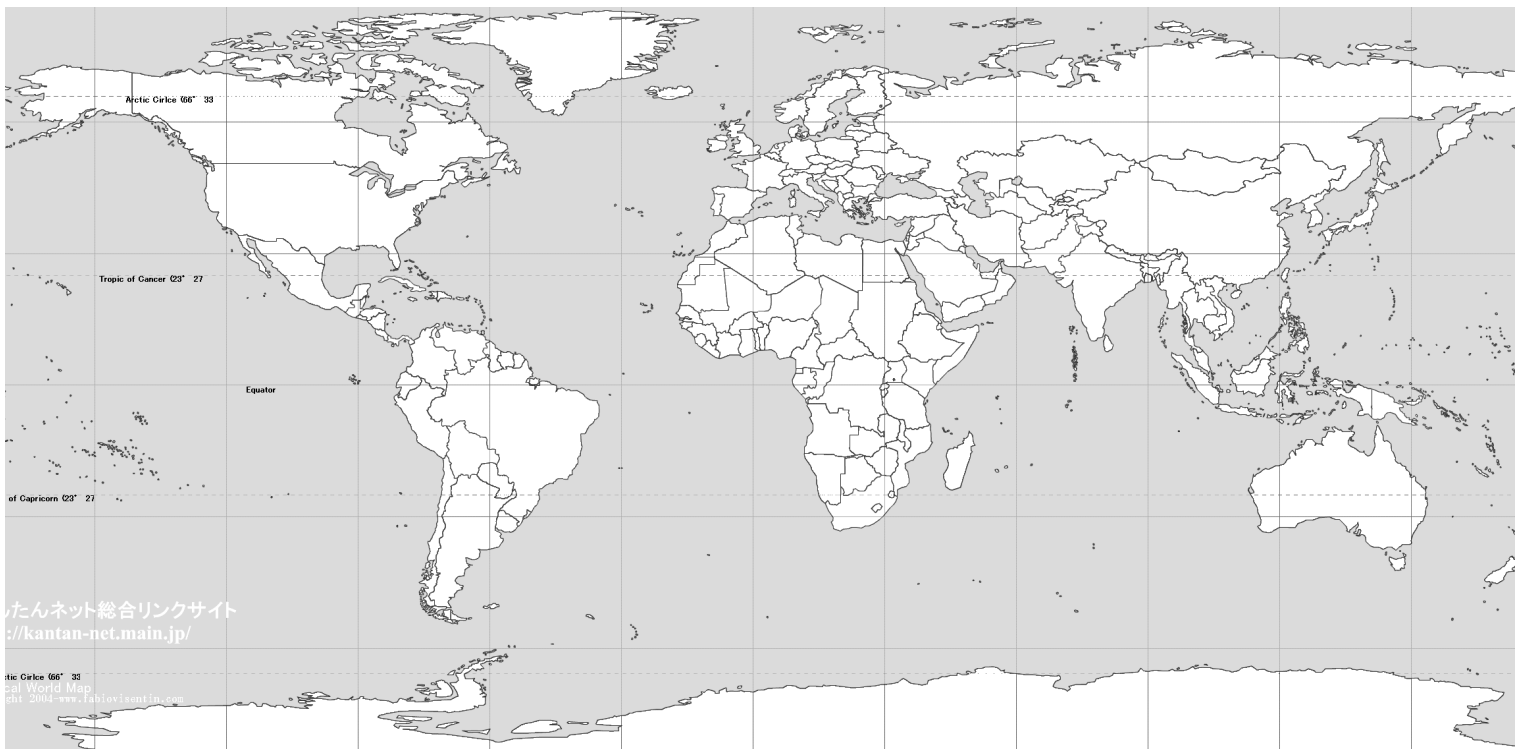 Arctic Cirlce (66° 33
Tropic of Cancer (23° 27
Equator
of Capricorn (23° 27
んたんネット総合リンクサイト
://kantan-net.main.jp/
ctic Cirlce (66° 33
cal World Map
ght 2004 www.fabiovisentin.com